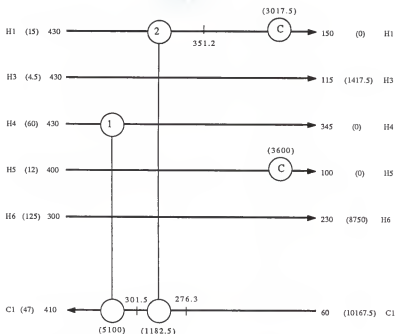 (3017.5)
H1 (15) 430 2 C 150 (0) H1
351.2
H3 (4.5) 430 115 (1417.5) H3
H4 (60) 430 1 345 (0) H4
(3600)
H5 (12) 400 C 100 (0) H5
H6 (125) 300 230 (8750) H6
301.5 276.3
C1 (47) 410 60 (10167.5) C1
(5100) (1182.5)